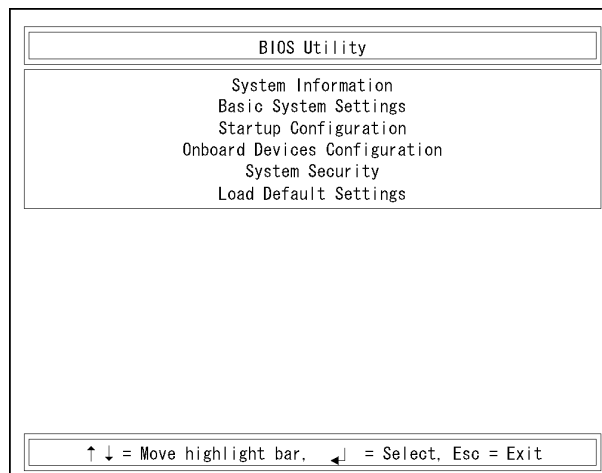 BIOS Utility
System Information
Basic System Settings
Startup Configuration
Onboard Devices Configuration
System Security
Load Default Settings
↑ ↓ = Move highlight bar, ↲ = Select, Esc = Exit